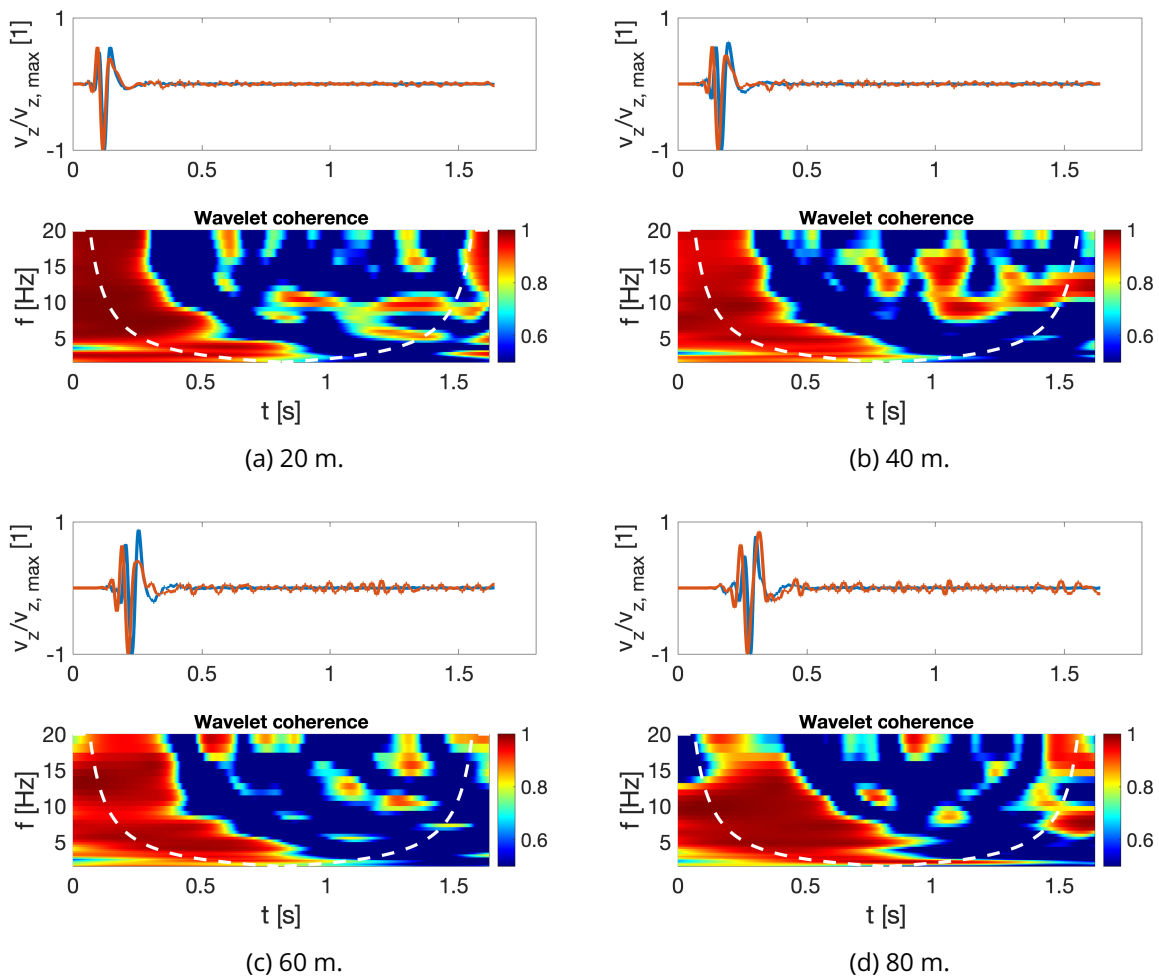 1
v_z/v_z, max [1]
-1
0 0.5 1 1.5
Wavelet coherence
20
15
10
5
f [Hz]
1
0.8
0.6
0 0.5 1 1.5
t [s]
(a) 20 m.
1
v_z/v_z, max [1]
-1
0 0.5 1 1.5
Wavelet coherence
20
15
10
5
f [Hz]
1
0.8
0.6
0 0.5 1 1.5
t [s]
(b) 40 m.
1
v_z/v_z, max [1]
-1
0 0.5 1 1.5
Wavelet coherence
20
15
10
5
f [Hz]
1
0.8
0.6
0 0.5 1 1.5
t [s]
(c) 60 m.
1
v_z/v_z, max [1]
-1
0 0.5 1 1.5
Wavelet coherence
20
15
10
5
f [Hz]
1
0.8
0.6
0 0.5 1 1.5
t [s]
(d) 80 m.